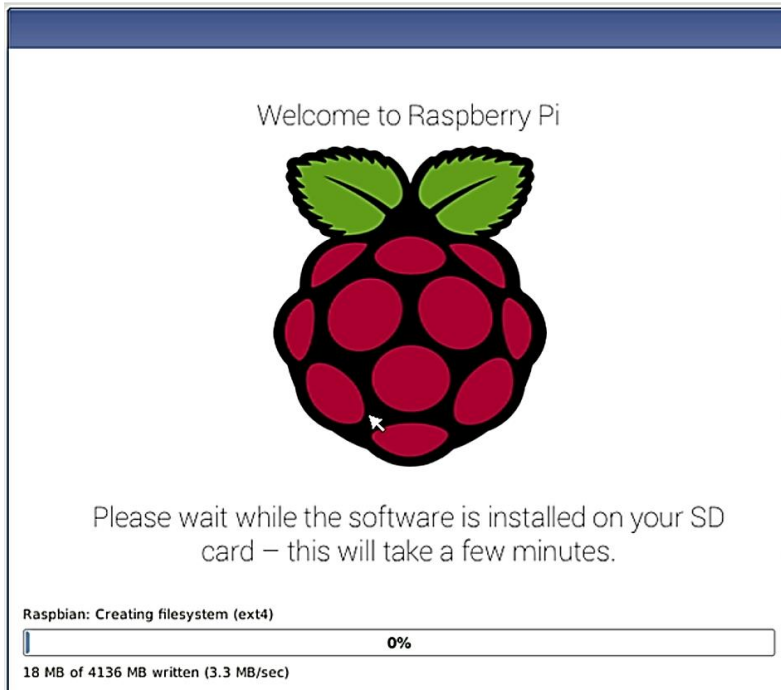 Welcome to Raspberry Pi
Please wait while the software is installed on your SD
card – this will take a few minutes.
Raspbian: Creating filesystem (ext4)
0%
18 MB of 4136 MB written (3.3 MB/sec)